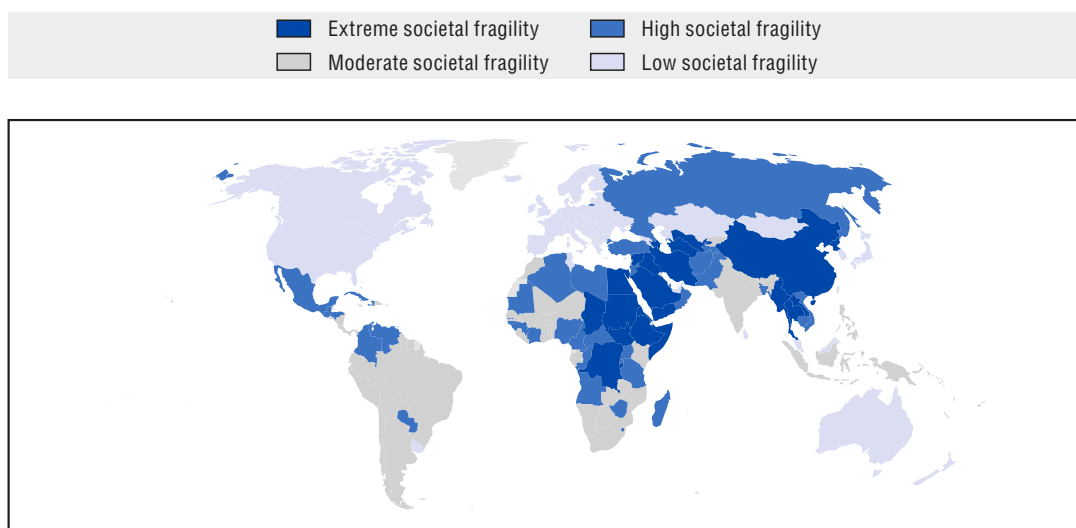 Extreme societal fragility
High societal fragility
Moderate societal fragility
Low societal fragility